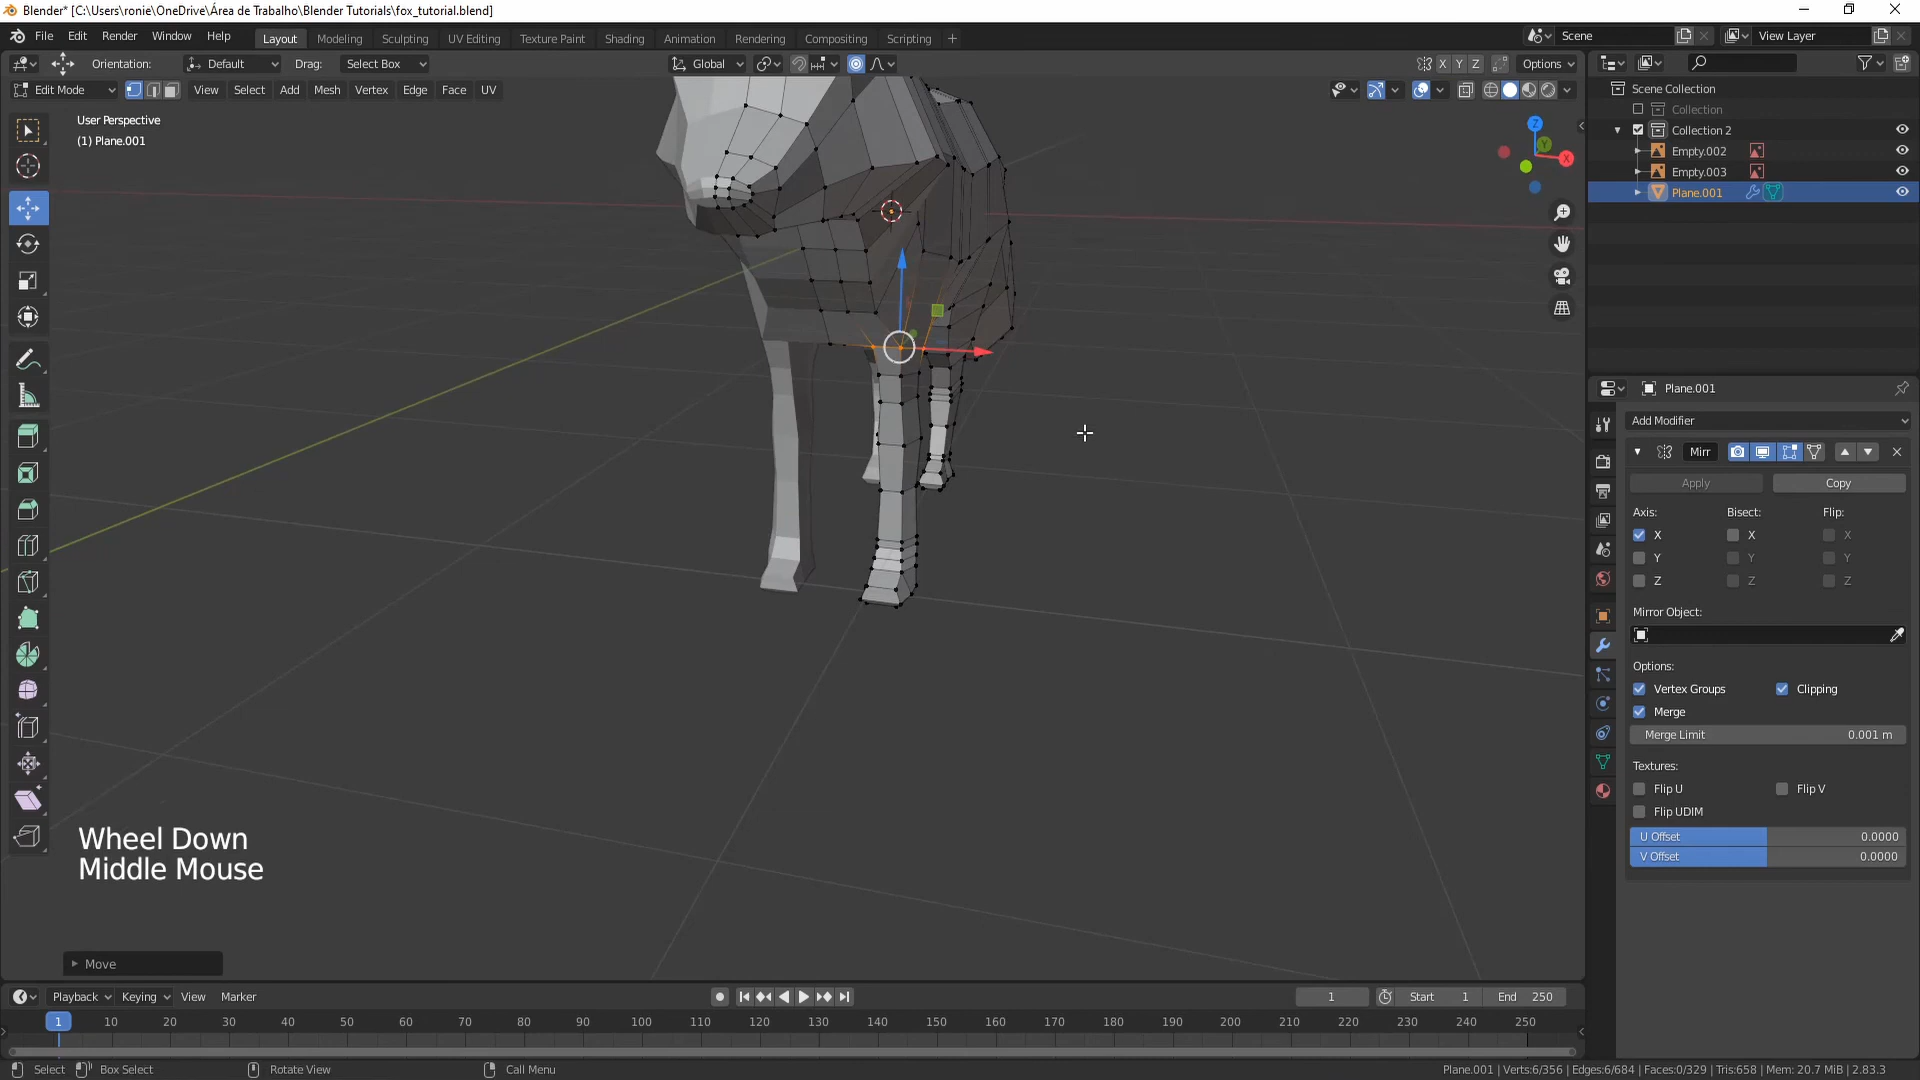 Blender* [C:\Users\ronie\OneDrive\Área de Trabalho\Blender Tutorials\fox_tutorial.blend]
File Edit Render Window Help Layout Modeling Sculpting UV Editing Texture Paint Shading Animation Rendering Compositing Scripting + Scene View Layer
Orientation: Default Drag: Select Box Global X Y Z Options
Edit Mode View Select Add Mesh Vertex Edge Face UV
User Perspective
(1) Plane.001
Z
Y
X
Scene Collection
Collection
Collection 2
Empty.002
Empty.003
Plane.001
Plane.001
Add Modifier
Mirr
Apply Copy
Axis: Bisect: Flip:
X X X
Y Y Y
Z Z Z
Mirror Object:
Options:
Vertex Groups Clipping
Merge
Merge Limit 0.001 m
Textures:
Flip U Flip V
Flip UDIM
U Offset 0.0000
V Offset 0.0000
Wheel Down
Middle Mouse
Move
Playback Keying View Marker 1 Start 1 End 250
1 10 20 30 40 50 60 70 80 90 100 110 120 130 140 150 160 170 180 190 200 210 220 230 240 250
Select Box Select Rotate View Call Menu Plane.001 | Verts:6/356 | Edges:6/684 | Faces:0/329 | Tris:658 | Mem: 20.7 MiB | 2.83.3